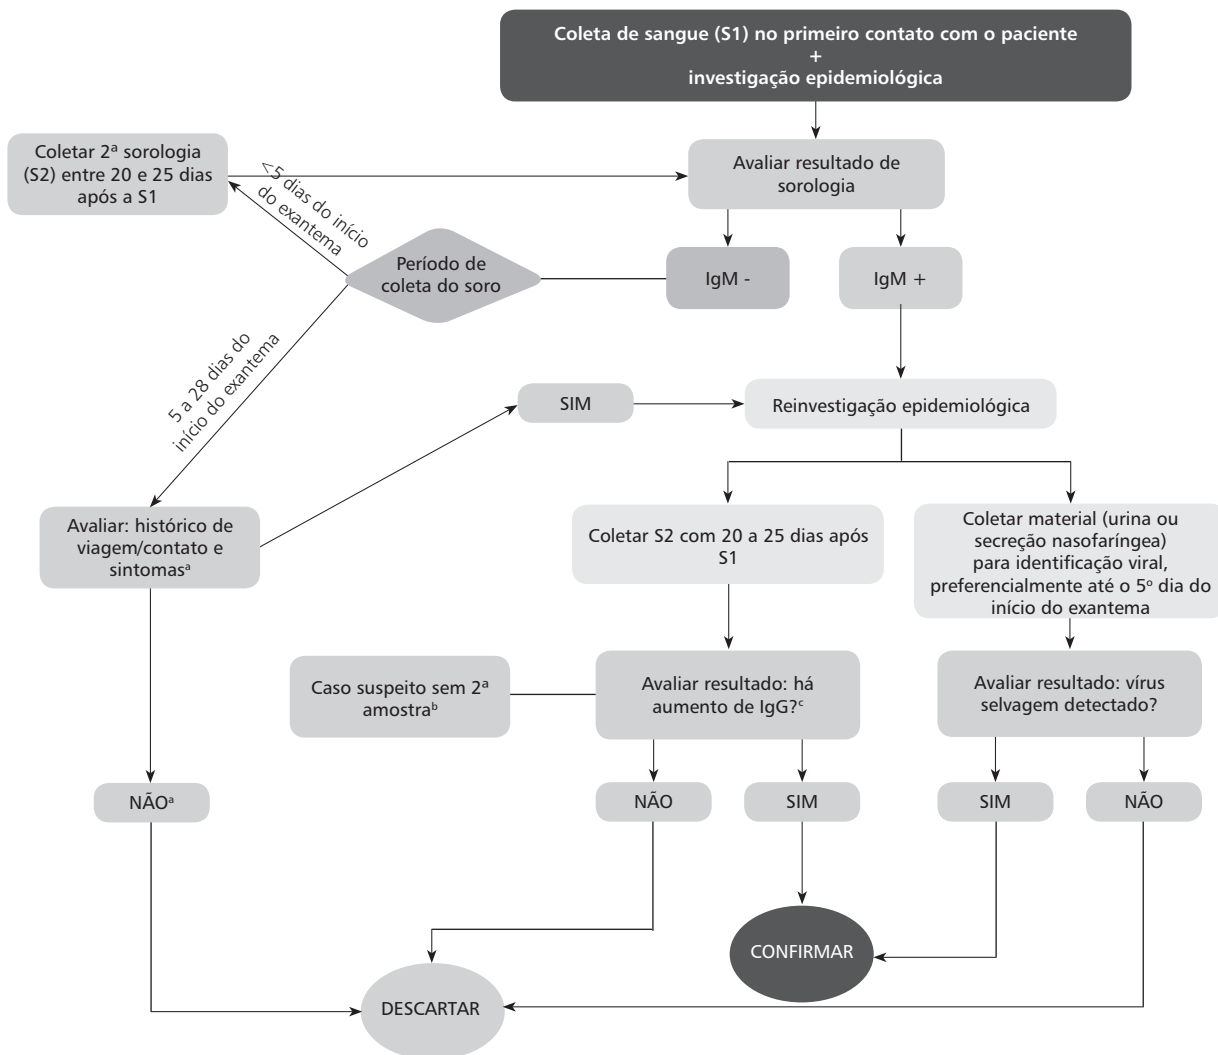 Coleta de sangue (S1) no primeiro contato com o paciente
+
investigação epidemiológica
Coletar 2ª sorologia
(S2) entre 20 e 25 dias
após a S1
Avaliar resultado de
sorologia
<5 dias do início
do exantema
Período de
coleta do soro
IgM -
IgM +
5 a 28 dias do
início do exantema
SIM
Reinvestigação epidemiológica
Avaliar: histórico de
viagem/contato e
sintomasª
Coletar S2 com 20 a 25 dias após
S1
Coletar material (urina ou
secreção nasofaríngea)
para identificação viral,
preferencialmente até o 5º dia do
início do exantema
Caso suspeito sem 2ª
amostraᵇ
Avaliar resultado: há
aumento de IgG?ᶜ
Avaliar resultado: vírus
selvagem detectado?
NÃOª
NÃO
SIM
SIM
NÃO
CONFIRMAR
DESCARTAR